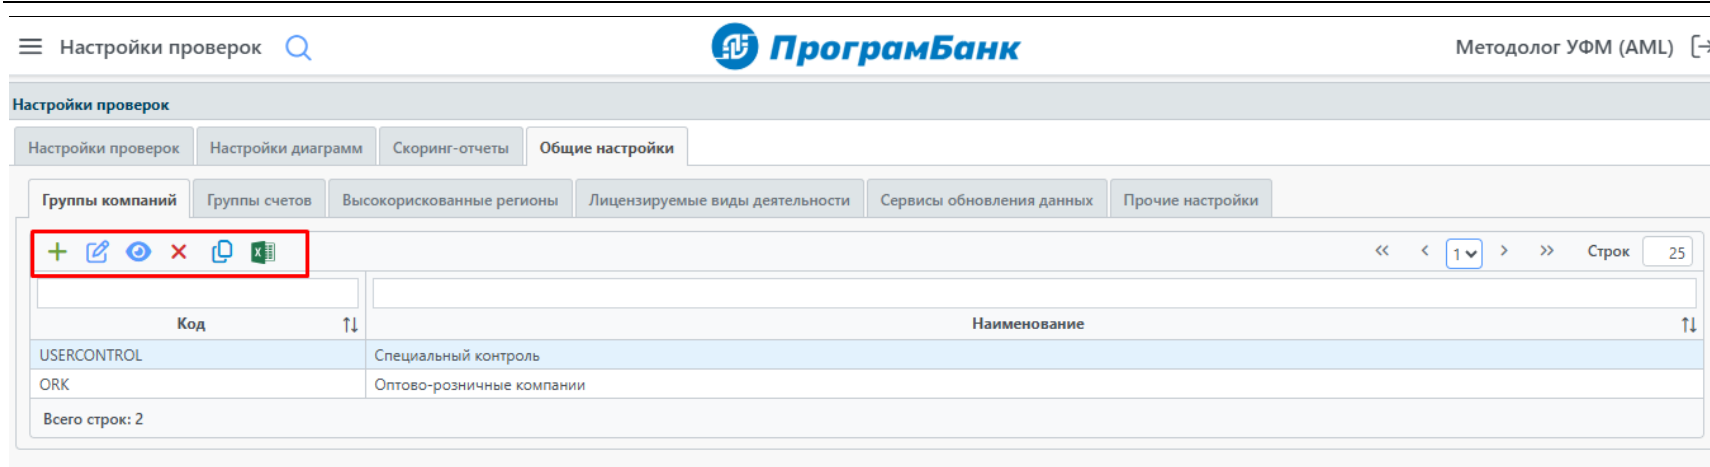 Настройки проверок ПрограмБанк Методолог УФМ (AML)
Настройки проверок
Настройки проверок Настройки диаграмм Скоринг-отчеты Общие настройки
Группы компаний Группы счетов Высокорискованные регионы Лицензируемые виды деятельности Сервисы обновления данных Прочие настройки
1 Строк 25
Код Наименование
USERCONTROL Специальный контроль
ORK Оптово-розничные компании
Всего строк: 2